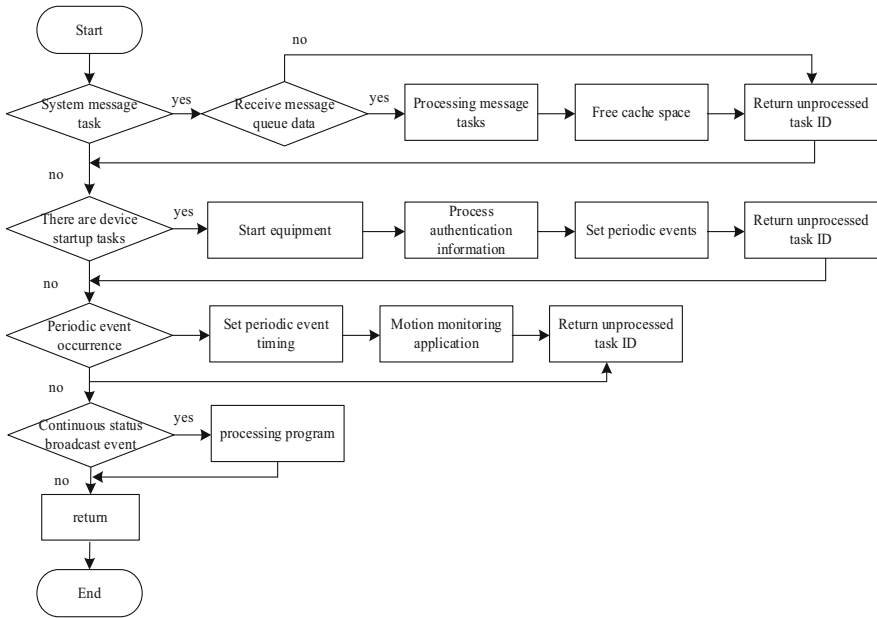 Start
no
System message
task
yes
Receive message
queue data
yes
Processing message
tasks
Free cache space
Return unprocessed
task ID
no
There are device
startup tasks
yes
Start equipment
Process
authentication
information
Set periodic events
Return unprocessed
task ID
no
Periodic event
occurrence
Set periodic event
timing
Motion monitoring
application
Return unprocessed
task ID
no
Continuous status
broadcast event
yes
processing program
no
return
End